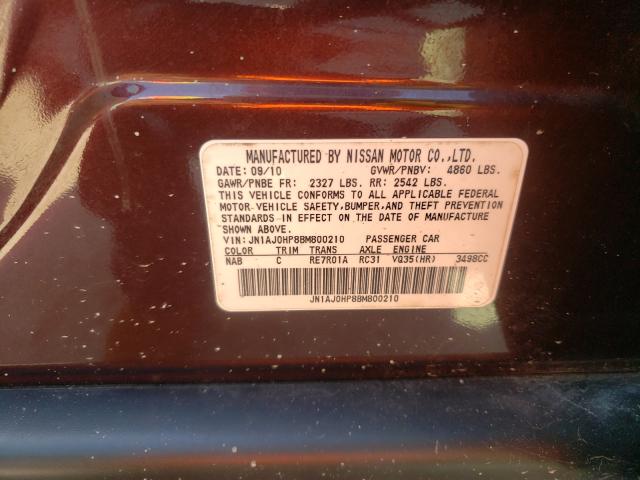 MANUFACTURED BY NISSAN MOTOR CO.,LTD.
DATE: 09/10 GVWR/PNBV: 4860 LBS.
GAWR/PNBE FR: 2327 LBS. RR: 2542 LBS.
THIS VEHICLE CONFORMS TO ALL APPLICABLE FEDERAL
MOTOR VEHICLE SAFETY,BUMPER,AND THEFT PREVENTION
STANDARDS IN EFFECT ON THE DATE OF MANUFACTURE
SHOWN ABOVE.
VIN: JN1AJ0HP8BM800210 PASSENGER CAR
COLOR TRIM TRANS AXLE ENGINE
NAB C RE7R01A RC31 VQ35(HR) 3498CC
JN1AJ0HP8BM800210